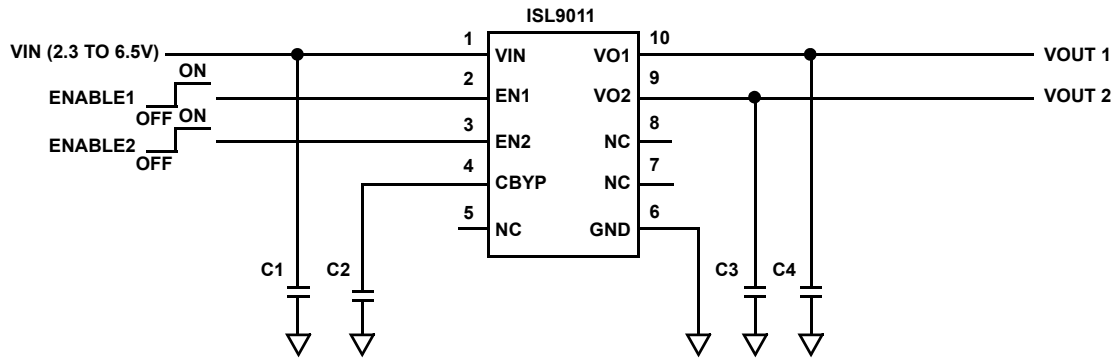 ISL9011
VIN (2.3 TO 6.5V)
1
VIN
VO1
10
VOUT 1
ON
ENABLE1
OFF
2
EN1
VO2
9
VOUT 2
ON
ENABLE2
OFF
3
EN2
NC
8
4
CBYP
NC
7
5
NC
GND
6
C1
C2
C3
C4